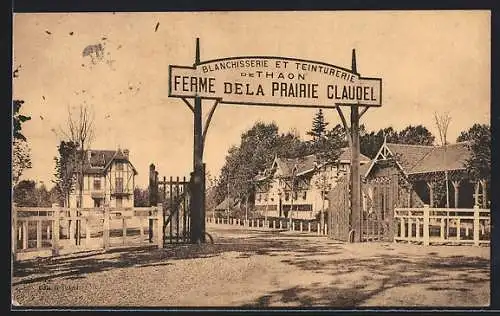 BLANCHISSERIE ET TEINTURERIE
DE THAON
FERME DE LA PRAIRIE CLAUDEL